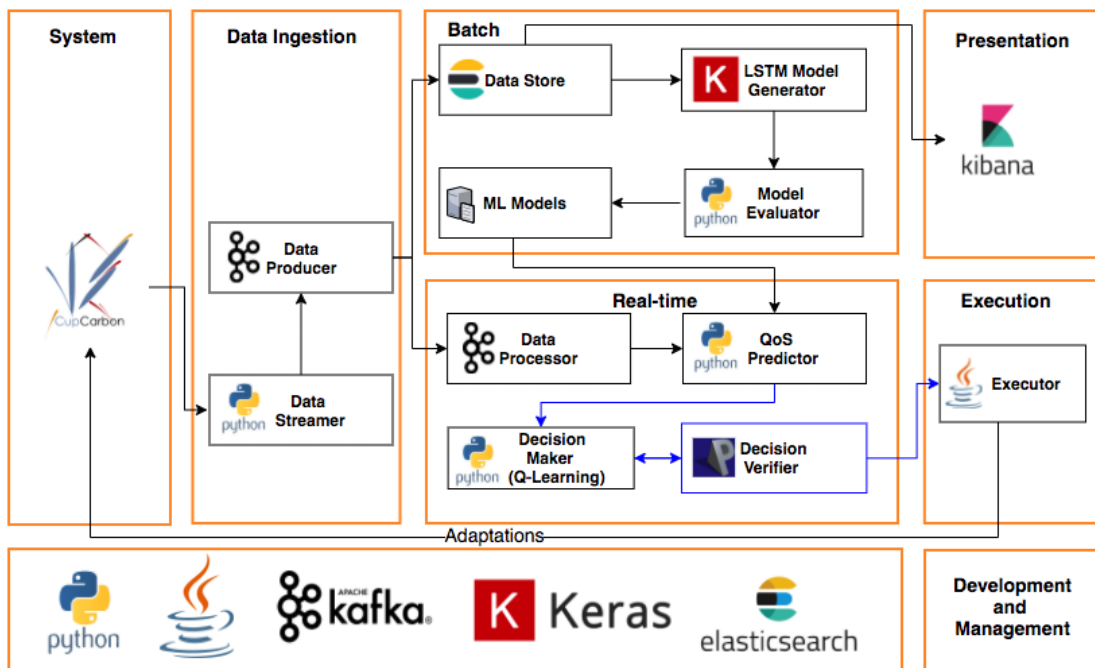 System
CupCarbon
Data Ingestion
Data
Producer
python
Data
Streamer
Batch
Data Store
LSTM Model
Generator
ML Models
python
Model
Evaluator
Real-time
Data
Processor
python
QoS
Predictor
python
Decision
Maker
(Q-Learning)
Decision
Verifier
Presentation
kibana
Execution
Executor
Adaptations
python
APACHE
kafka®
K Keras
elasticsearch
Development
and
Management